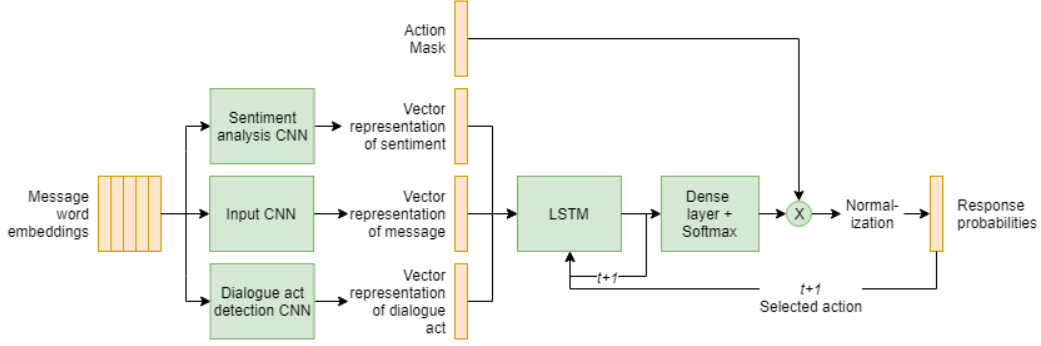 Action
Mask
Sentiment
analysis CNN
Vector
representation
of sentiment
Message
word
embeddings
Input CNN
Vector
representation
of message
LSTM
Dense
layer +
Softmax
X
Normal-
ization
Response
probabilities
t+1
Dialogue act
detection CNN
Vector
representation
of dialogue
act
t+1
Selected action